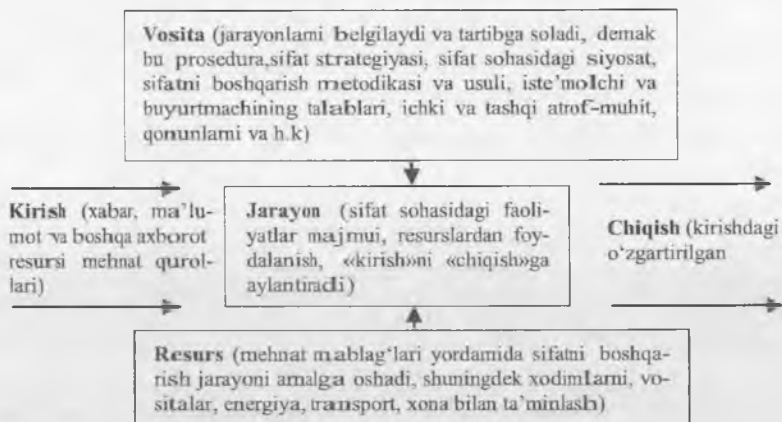 Vosita (jarayonlarni belgilaydi va tartibga soladi, demak
bu prosedura,sifat strategiyasi, sifat sohasidagi siyosat,
sifatni boshqarish metodikasi va usuli, iste’molchi va
buyurtmachining talablari, ichki va tashqi atrof-muhit,
qonunlarni va h.k)
Kirish (xabar, ma’lu-
mot va boshqa axborot
resursi mehnat qurol-
lari)
Jarayon (sifat sohasidagi faoli-
yatlar majmui, resurslardan foy-
dalanish, «kirish»ni «chiqish»ga
aylantiradi)
Chiqish (kirishdagi
o‘zgartirilgan
Resurs (mehnat mablag‘lari yordamida sifatni boshqa-
rish jarayoni amalga oshadi, shuningdek xodimlarni, vo-
sitalar, energiya, transport, xona bilan ta’minlash)